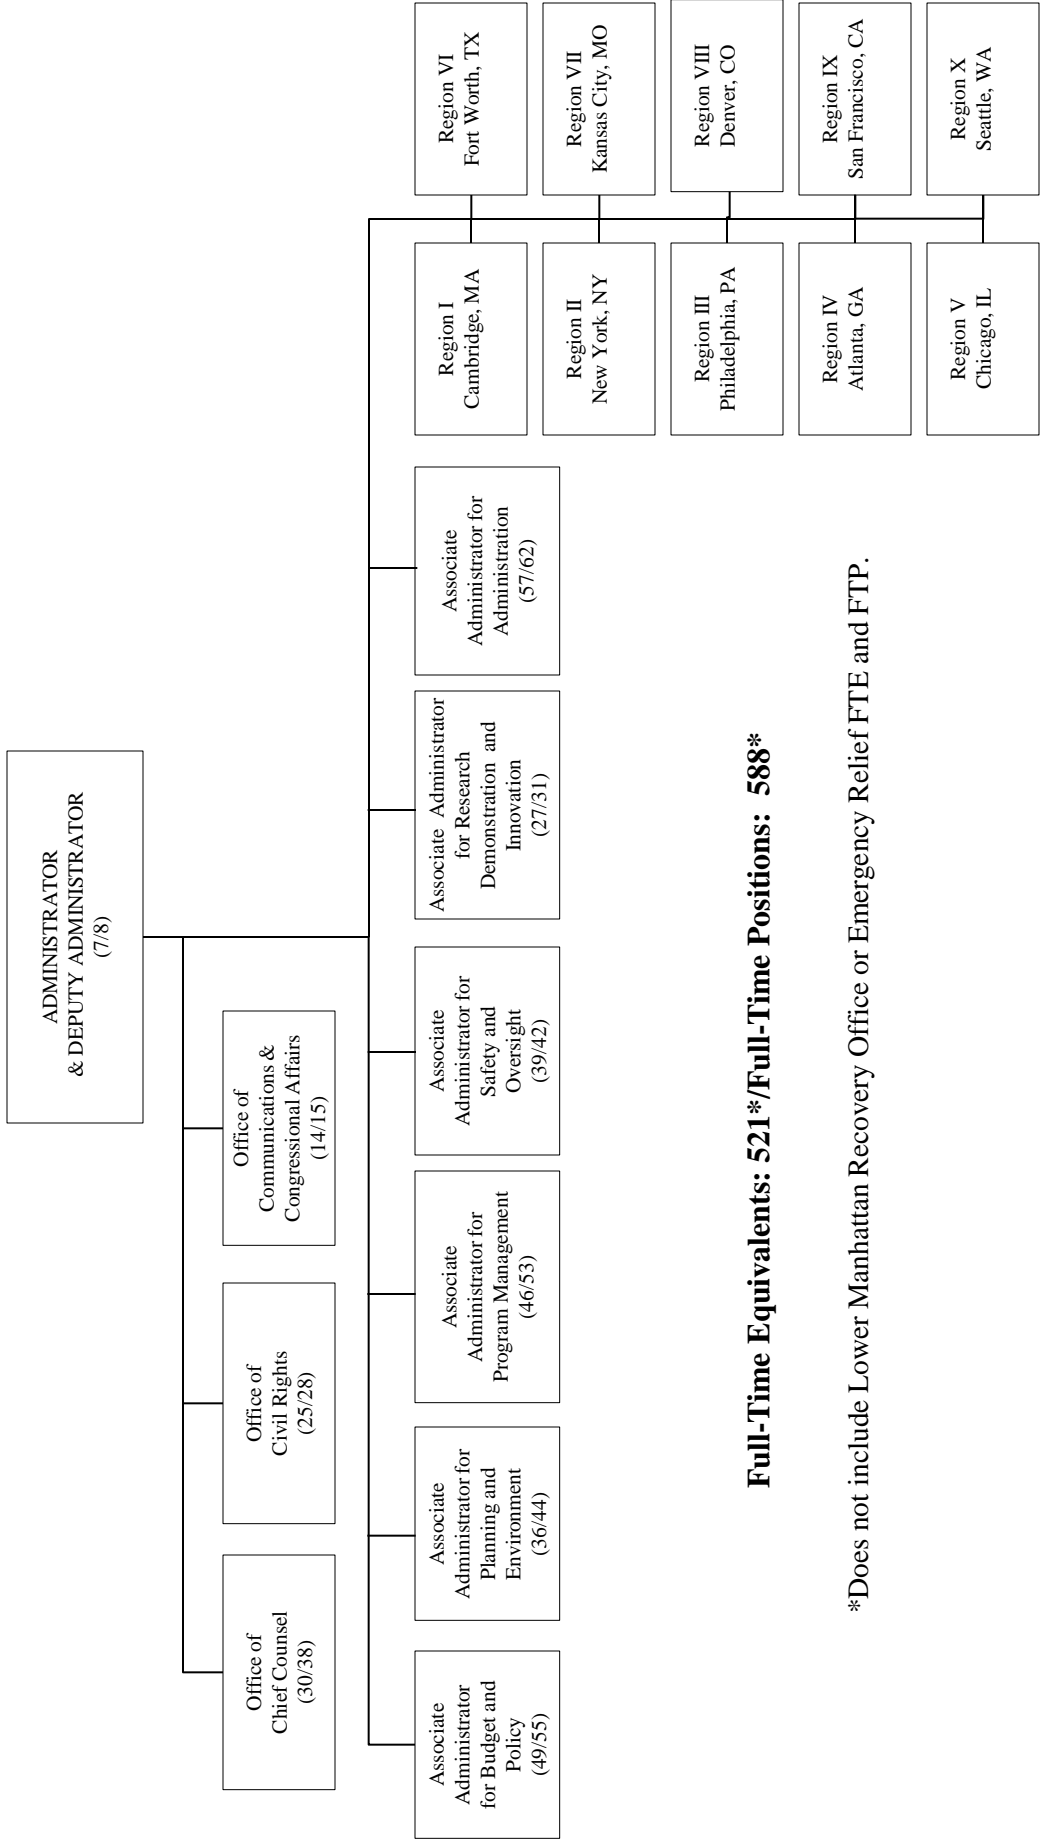 ADMINISTRATOR
& DEPUTY ADMINISTRATOR
(7/8)
Office of
Chief Counsel
(30/38)
Office of
Civil Rights
(25/28)
Office of
Communications &
Congressional Affairs
(14/15)
Associate
Administrator
for Budget and
Policy
(49/55)
Associate
Administrator for
Planning and
Environment
(36/44)
Associate
Administrator for
Program Management
(46/53)
Associate
Administrator for
Safety and
Oversight
(39/42)
Associate Administrator
for Research
Demonstration and
Innovation
(27/31)
Associate
Administrator for
Administration
(57/62)
Region I
Cambridge, MA
Region VI
Fort Worth, TX
Region II
New York, NY
Region VII
Kansas City, MO
Region III
Philadelphia, PA
Region VIII
Denver, CO
Region IV
Atlanta, GA
Region IX
San Francisco, CA
Region V
Chicago, IL
Region X
Seattle, WA
Full-Time Equivalents: 521*/Full-Time Positions: 588*
*Does not include Lower Manhattan Recovery Office or Emergency Relief FTE and FTP.